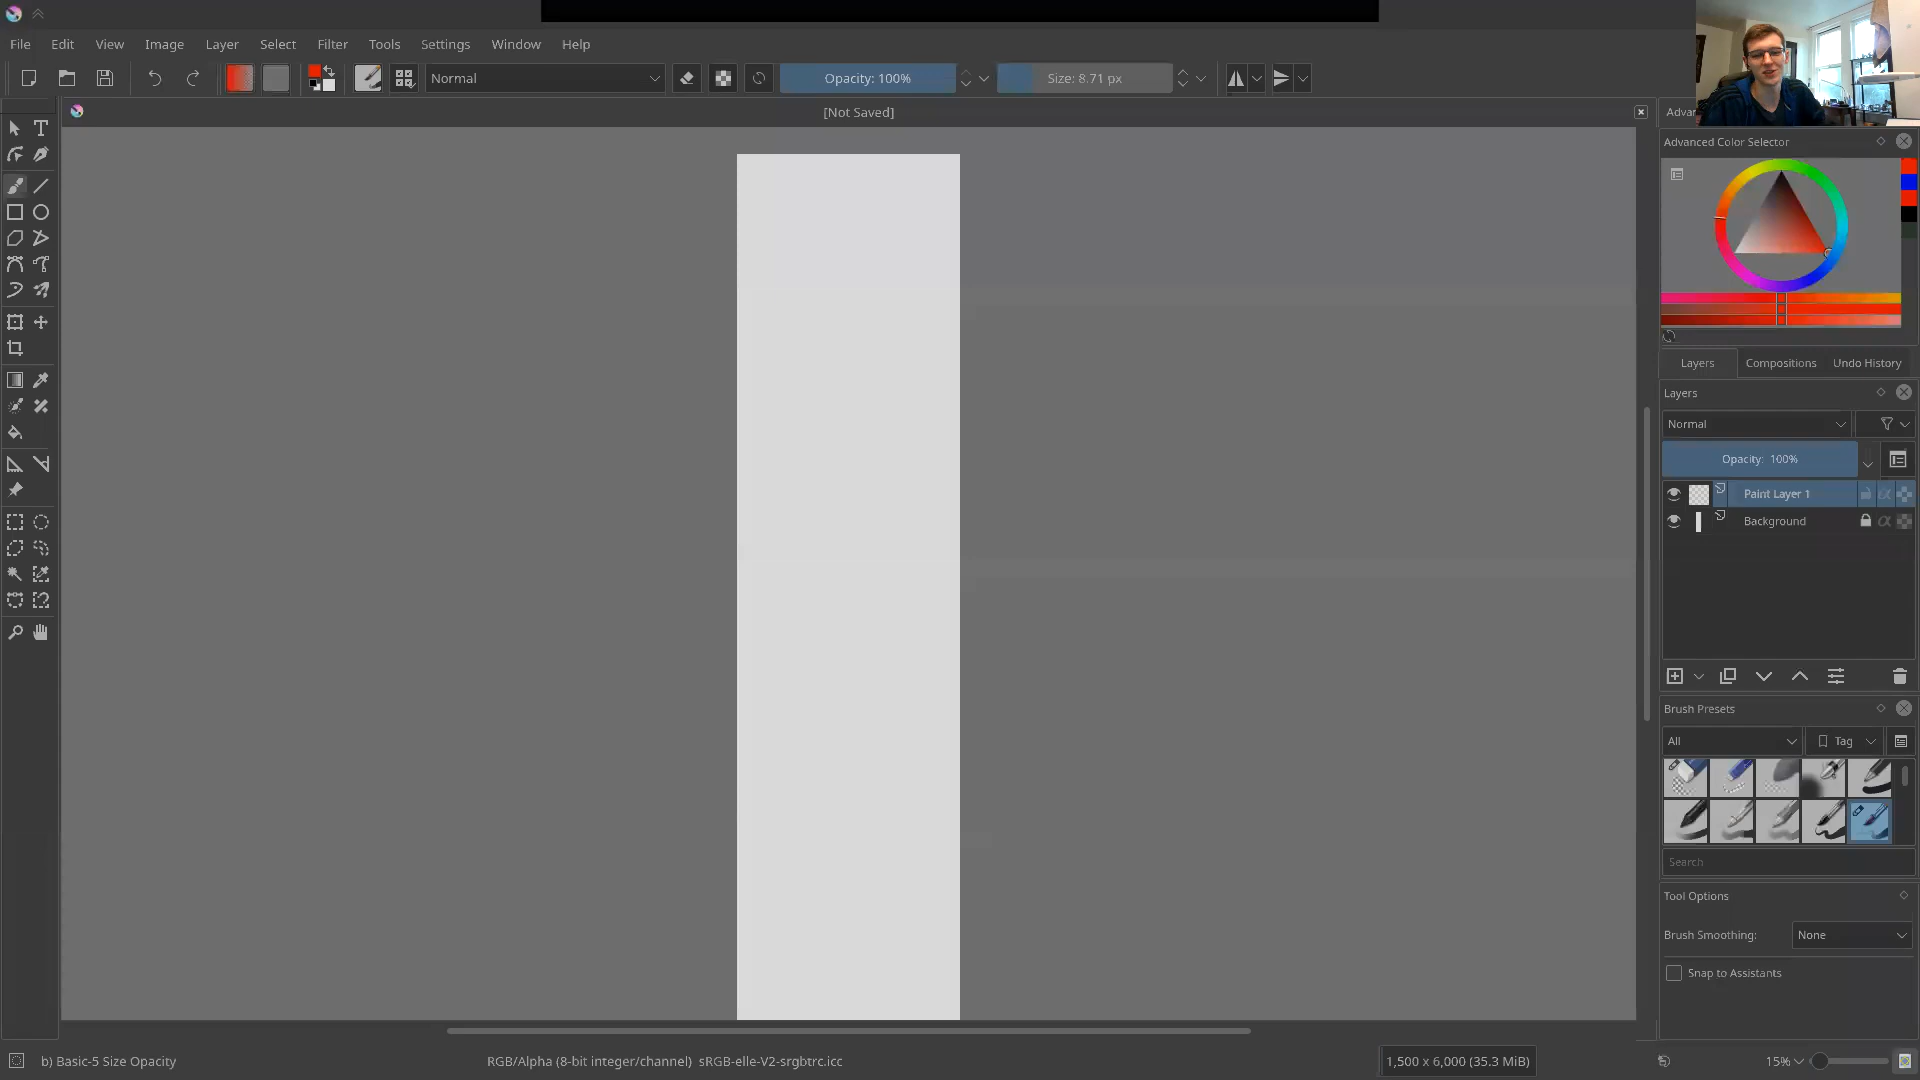 File Edit View Image Layer Select Filter Tools Settings Window Help
Normal Opacity: 100% Size: 8.71 px
[Not Saved]
Advanced Color Selector
Layers Compositions Undo History
Layers
Normal
Opacity: 100%
Paint Layer 1
Background
Brush Presets
All Tag
Search
Tool Options
Brush Smoothing: None
Snap to Assistants
b) Basic-5 Size Opacity RGB/Alpha (8-bit integer/channel) sRGB-elle-V2-srgbtrc.icc 1,500 x 6,000 (35.3 MiB) 15%